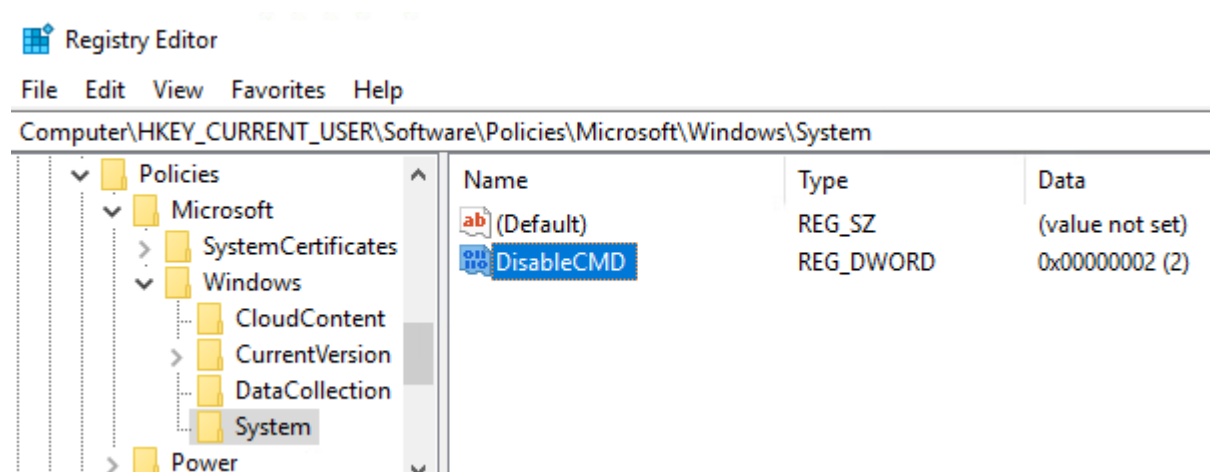 Registry Editor
File Edit View Favorites Help
Computer\HKEY_CURRENT_USER\Software\Policies\Microsoft\Windows\System
Policies
Microsoft
SystemCertificates
Windows
CloudContent
CurrentVersion
DataCollection
System
Power
Name Type Data
ab (Default) REG_SZ (value not set)
DisableCMD REG_DWORD 0x00000002 (2)